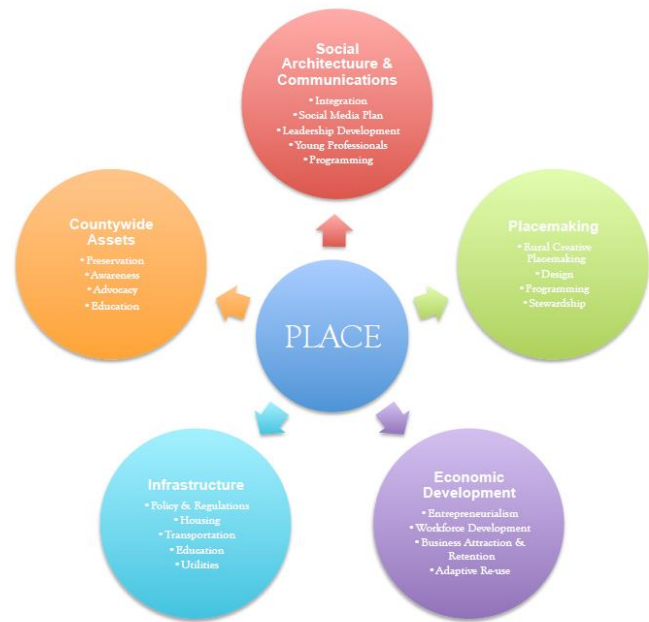 Social
Architectuure &
Communications
• Integration
• Social Media Plan
• Leadership Development
• Young Professionals
• Programming
Countywide
Assets
• Preservation
• Awareness
• Advocacy
• Education
Placemaking
• Rural Creative
Placemaking
• Design
• Programming
• Stewardship
PLACE
Infrastructure
• Policy & Regulations
• Housing
• Transportation
• Education
• Utilities
Economic
Development
• Entrepreneurialism
• Workforce Development
• Business Attraction &
Retention
• Adaptive Re-use